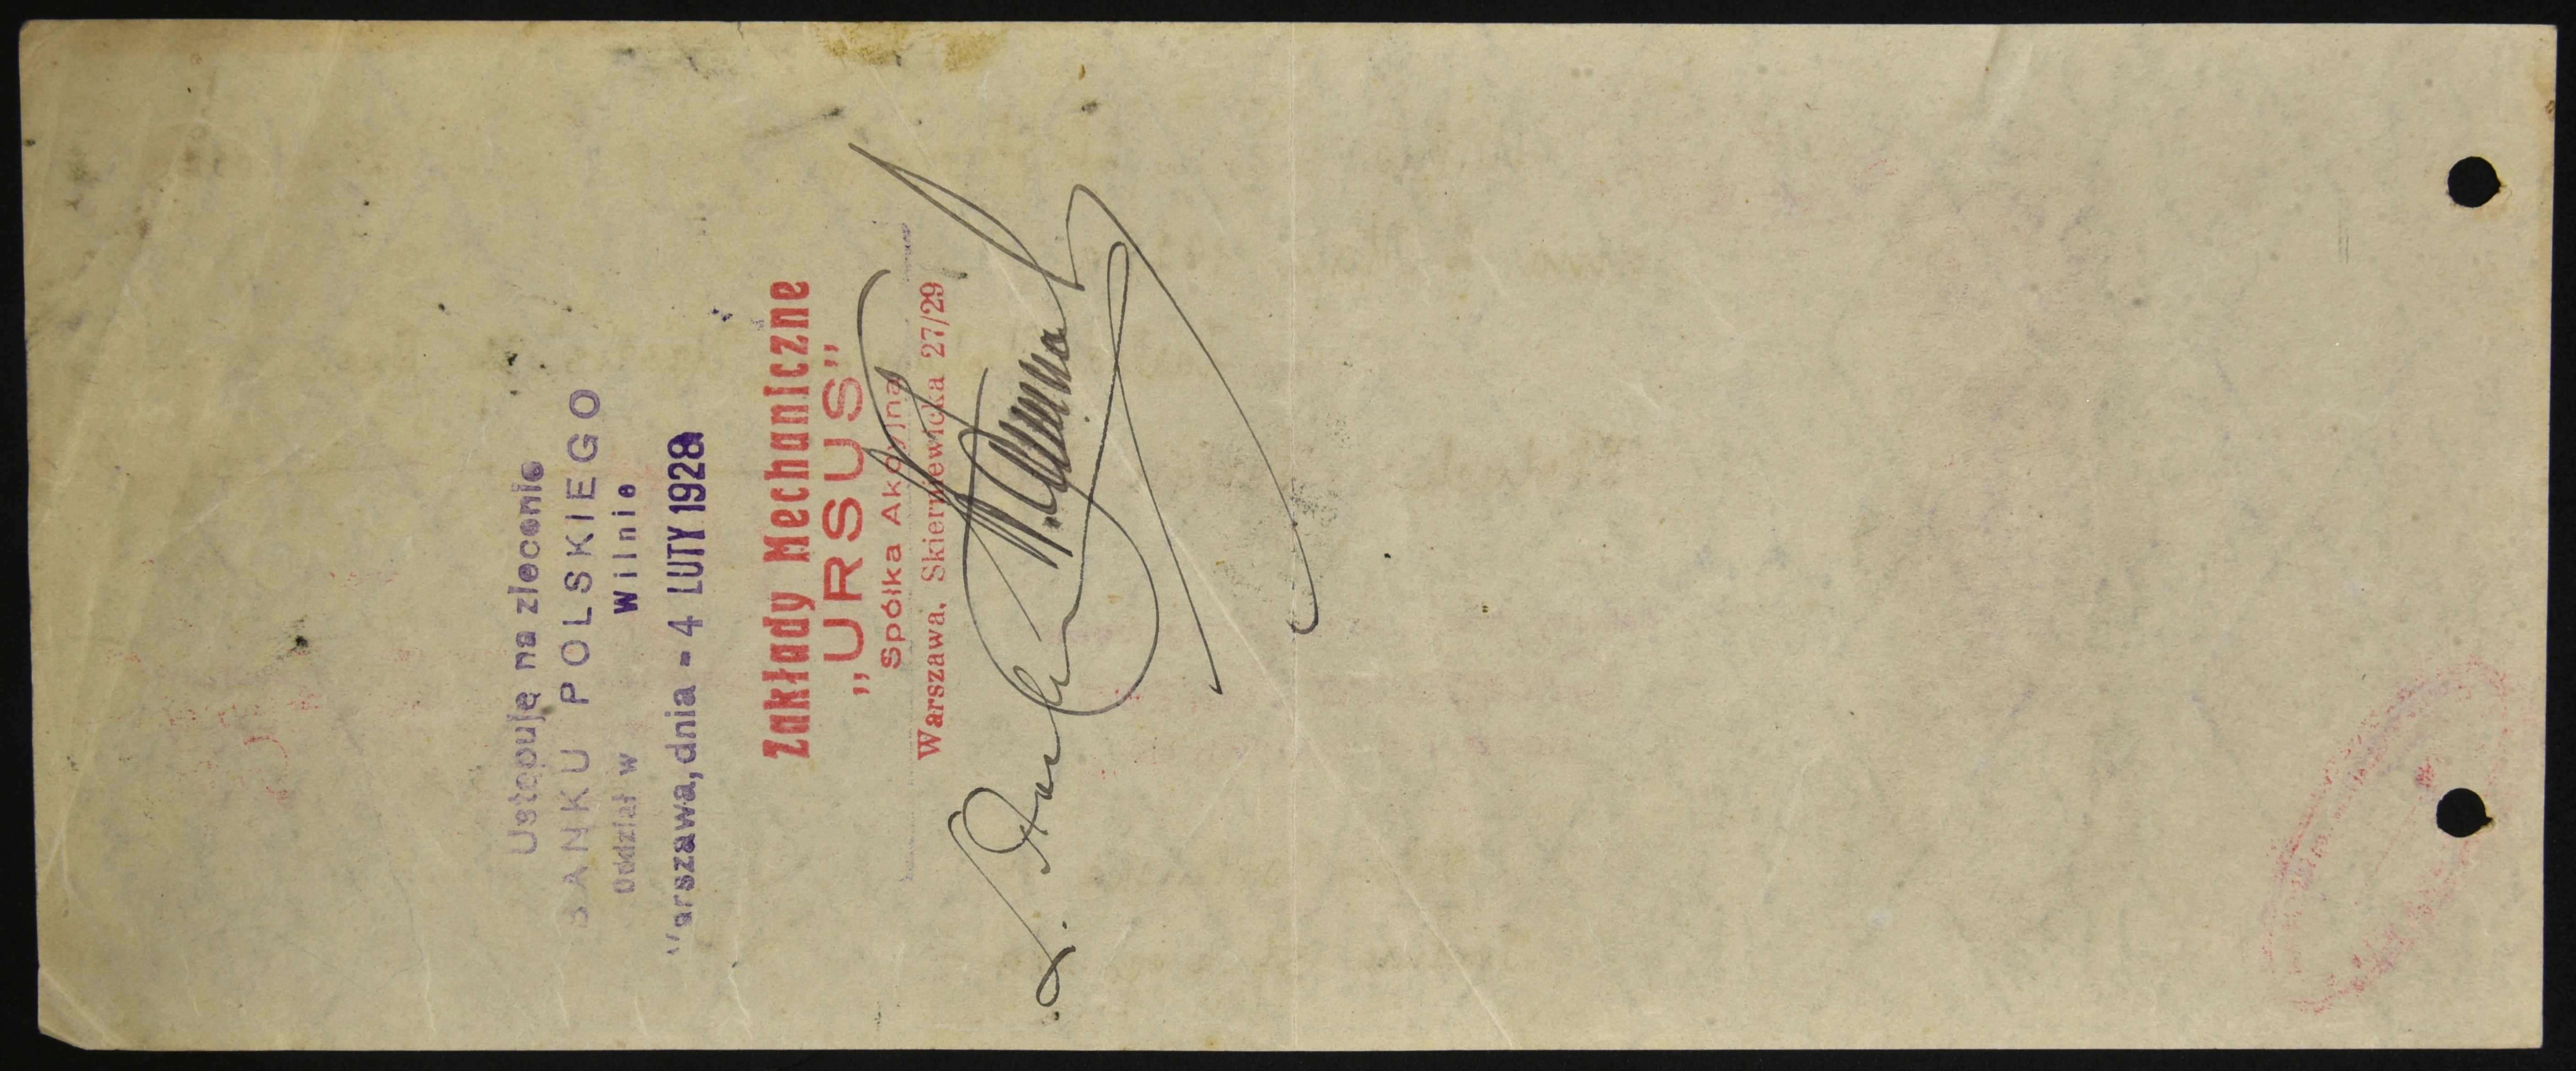 Ustępuję na zlecenie
BANKU POLSKIEGO
Oddział w Wilnie
Warszawa, dnia - 4 LUTY 1928
Zakłady Mechaniczne
„URSUS”
Spółka Akcyjna
Warszawa, Skierniewicka 27/29